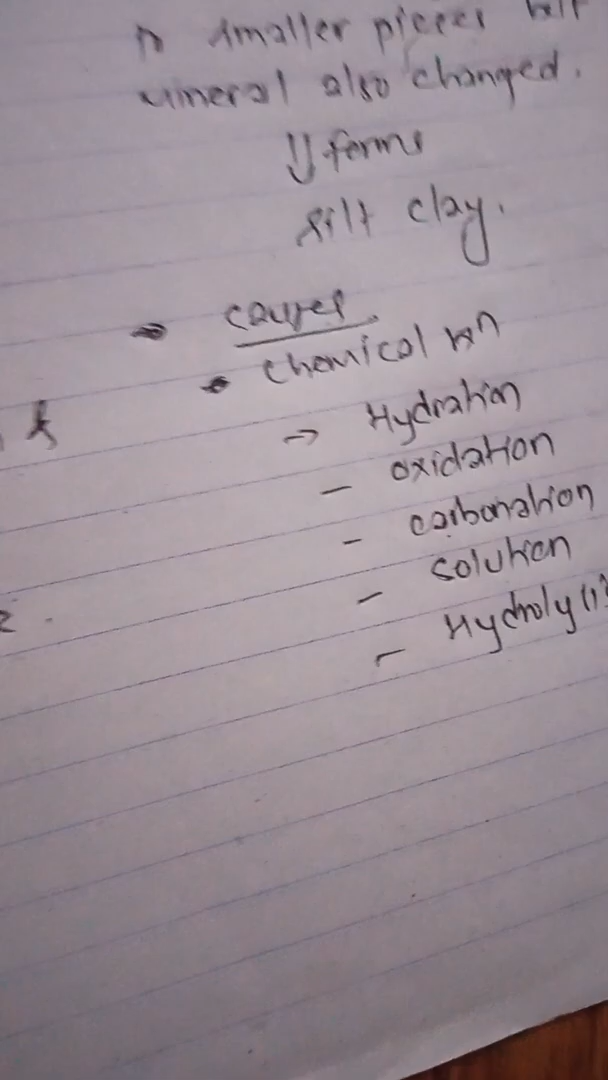 smaller pieces but
mineral also changed.
⇓ forms
silt clay.
→ causes
• chemical rxn
→ Hydration
- oxidation
- carbonation
- solution
- Hydrolysis